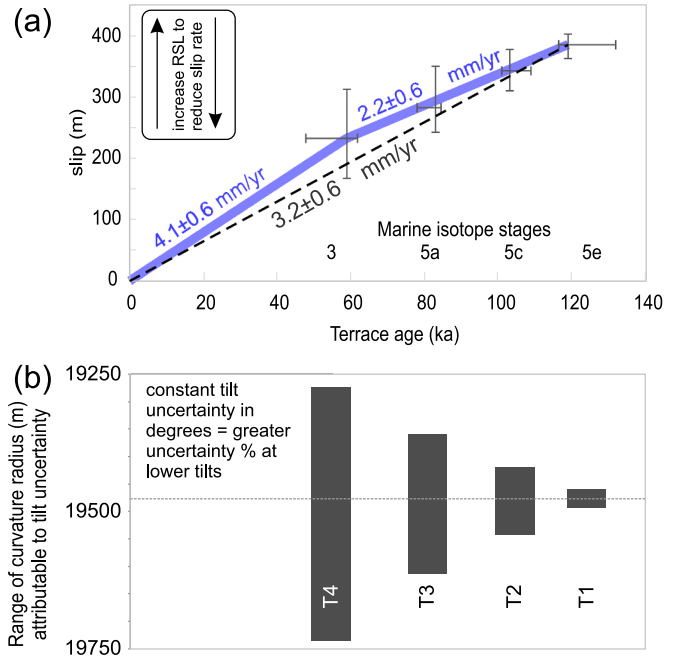 (a)
400
300
200
100
0
slip (m)
increase RSL to
reduce slip rate
4.1±0.6 mm/yr
2.2±0.6 mm/yr
3.2±0.6 mm/yr
Marine isotope stages
3 5a 5c 5e
0 20 40 60 80 100 120 140
Terrace age (ka)
(b)
19250
19500
19750
Range of curvature radius (m)
attributable to tilt uncertainty
constant tilt
uncertainty in
degrees = greater
uncertainty % at
lower tilts
T4 T3 T2 T1